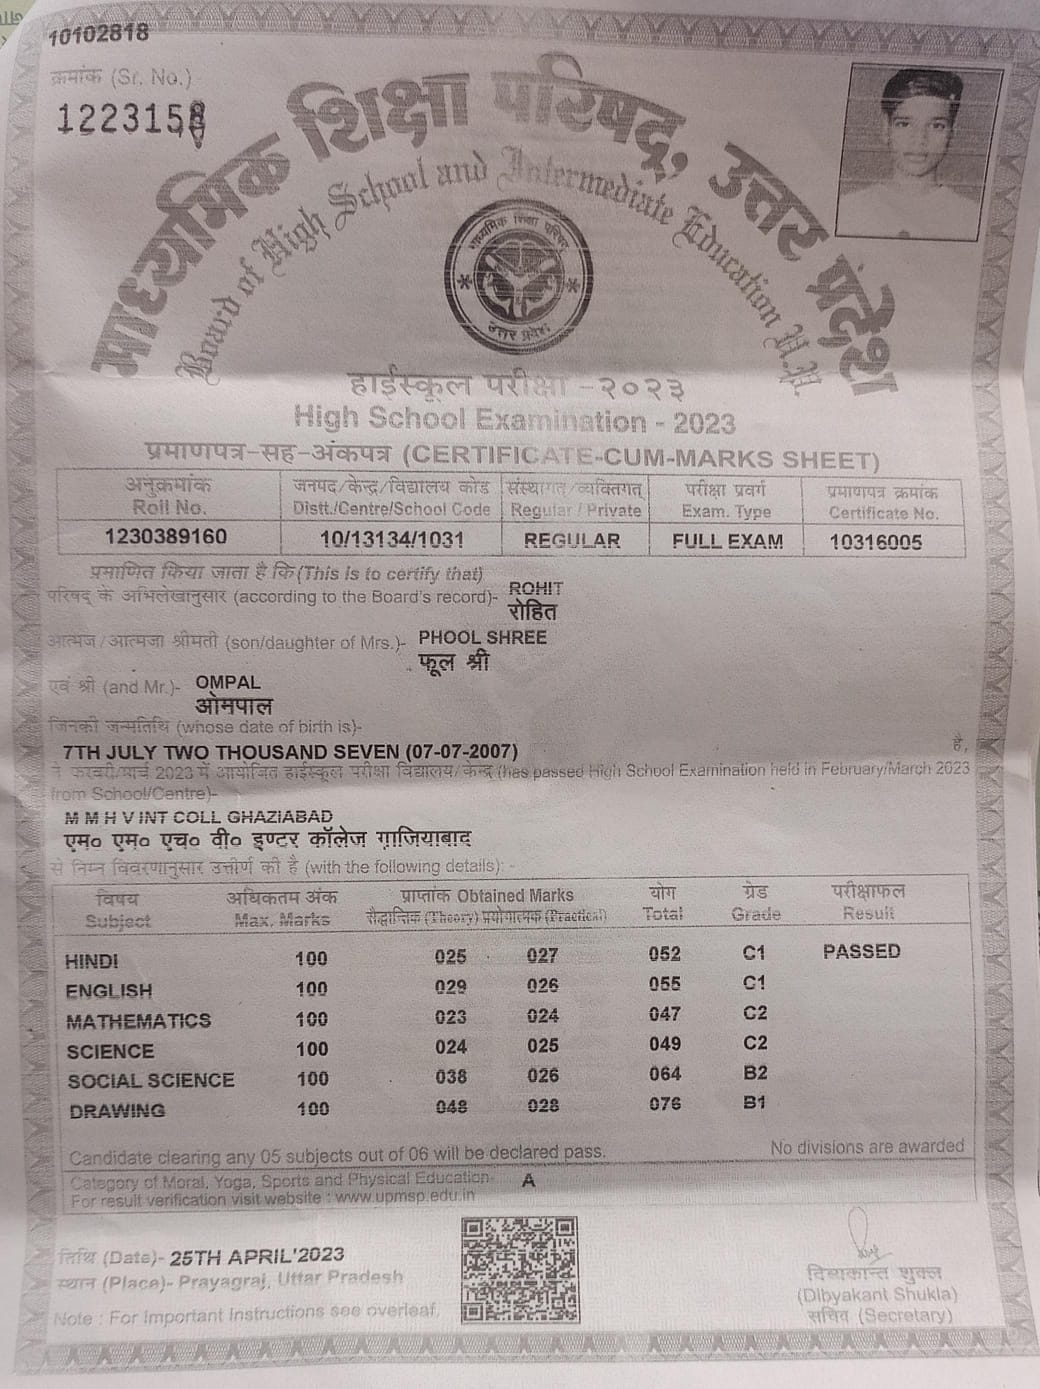 10102818
क्रमांक (Sr. No.)
1223158
माध्यमिक शिक्षा परिषद्, उत्तर प्रदेश
Board of High School and Intermediate Education U.P.
माध्यमिक शिक्षा परिषद
उत्तर प्रदेश
हाईस्कूल परीक्षा -२०२३
High School Examination - 2023
प्रमाणपत्र-सह-अंकपत्र (CERTIFICATE-CUM-MARKS SHEET)
अनुक्रमांक जनपद/केन्द्र/विद्यालय कोड संस्थागत/व्यक्तिगत् परीक्षा प्रवर्ग प्रमाणपत्र क्रमांक
Roll No. Distt./Centre/School Code Regular / Private Exam. Type Certificate No.
1230389160 10/13134/1031 REGULAR FULL EXAM 10316005
प्रमाणित किया जाता है कि (This is to certify that)
परिषद् के अभिलेखानुसार (according to the Board's record)- ROHIT
रोहित
आत्मज/आत्मजा श्रीमती (son/daughter of Mrs.)- PHOOL SHREE
फूल श्री
एवं श्री (and Mr.)- OMPAL
ओमपाल
जिनकी जन्मतिथि (whose date of birth is)-
7TH JULY TWO THOUSAND SEVEN (07-07-2007) है,
ने फरवरी/मार्च 2023 में आयोजित हाईस्कूल परीक्षा विद्यालय/केन्द्र (has passed High School Examination held in February/March 2023
from School/Centre)-
M M H V INT COLL GHAZIABAD
एम० एम० एच० वी० इण्टर कॉलेज ग़ाजियाबाद
से निम्न विवरणानुसार उत्तीर्ण की है (with the following details): -
विषय अधिकतम अंक प्राप्तांक Obtained Marks योग ग्रेड परीक्षाफल
Subject Max. Marks सैद्धान्तिक (Theory) प्रयोगात्मक (Practical) Total Grade Result
HINDI 100 025 027 052 C1 PASSED
ENGLISH 100 029 026 055 C1
MATHEMATICS 100 023 024 047 C2
SCIENCE 100 024 025 049 C2
SOCIAL SCIENCE 100 038 026 064 B2
DRAWING 100 048 028 076 B1
Candidate clearing any 05 subjects out of 06 will be declared pass. No divisions are awarded
Category of Moral, Yoga, Sports and Physical Education- A
For result verification visit website : www.upmsp.edu.in
तिथि (Date)- 25TH APRIL'2023
स्थान (Place)- Prayagraj, Uttar Pradesh
Note : For Important Instructions see overleaf.
दिब्यकान्त शुक्ल
(Dibyakant Shukla)
सचिव (Secretary)